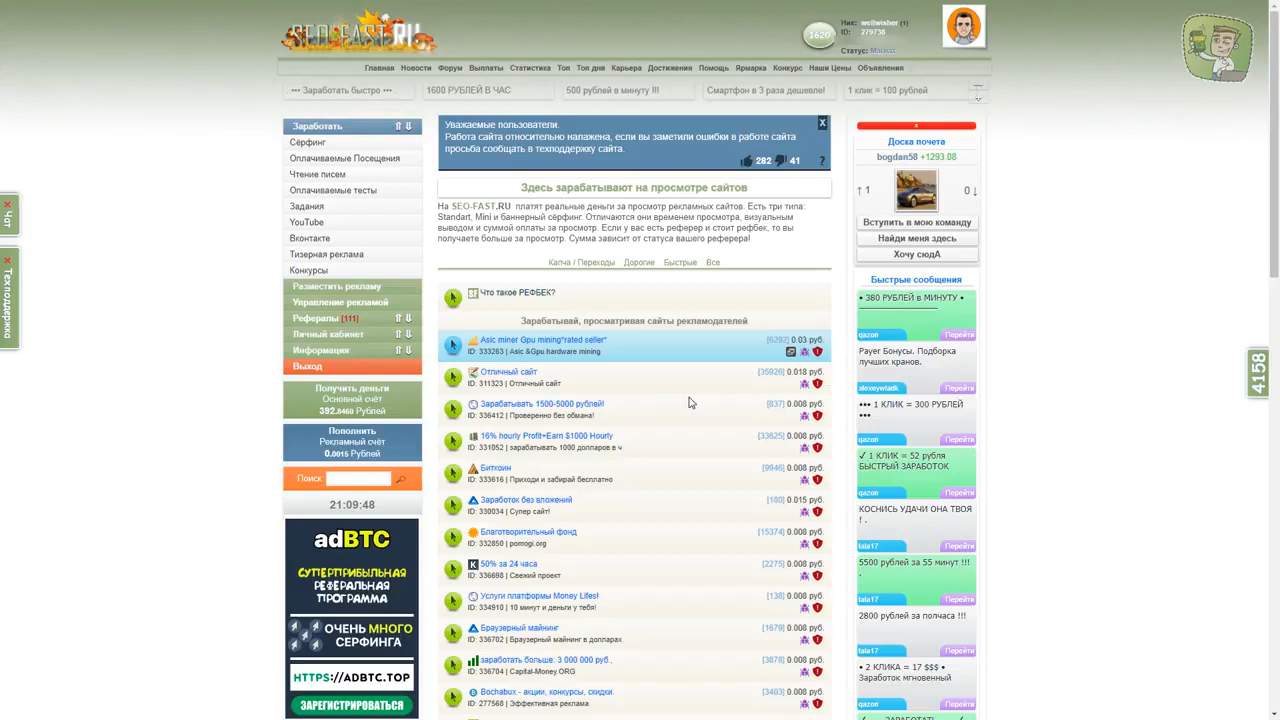 SEO-FAST.RU
1620
Ник: wellwisher (1)
ID: 279738
Статус: Магнат
Главная Новости Форум Выплаты Статистика Топ Топ дня Карьера Достижения Помощь Ярмарка Конкурс Наши Цены Объявления
. ••• Заработать быстро ••• . 1600 РУБЛЕЙ В ЧАС 500 рублей в минуту !!! Смартфон в 3 раза дешевле! 1 клик = 100 рублей
Заработать
Сёрфинг
Оплачиваемые Посещения
Чтение писем
Оплачиваемые тесты
Задания
YouTube
Вконтакте
Тизерная реклама
Конкурсы
Разместить рекламу
Управление рекламой
Рефералы [111]
Личный кабинет
Информация
Выход
Получить деньги
Основной счёт
392.8460 Рублей
Пополнить
Рекламный счёт
0.0015 Рублей
Поиск:
21:09:48
adBTC
СУПЕРПРИБЫЛЬНАЯ
РЕФЕРАЛЬНАЯ
ПРОГРАММА
ОЧЕНЬ МНОГО
СЕРФИНГА
HTTPS://ADBTC.TOP
ЗАРЕГИСТРИРОВАТЬСЯ
Чат
Техподдержка
Уважаемые пользователи.
Работа сайта относительно налажена, если вы заметили ошибки в работе сайта
просьба сообщать в техподдержку сайта.
X
282 41 ?
Здесь зарабатывают на просмотре сайтов
На SEO-FAST.RU платят реальные деньги за просмотр рекламных сайтов. Есть три типа:
Standart, Mini и баннерный сёрфинг. Отличаются они временем просмотра, визуальным
выводом и суммой оплаты за просмотр. Если у вас есть реферер и стоит рефбек, то вы
получаете больше за просмотр. Сумма зависит от статуса вашего реферера!
Капча / Переходы Дорогие Быстрые Все
Что такое РЕФБЕК?
Зарабатывай, просматривая сайты рекламодателей
Asic miner Gpu mining"rated seller" [6292] 0.03 руб.
ID: 333263 | Asic &Gpu hardware mining
Отличный сайт [35926] 0.018 руб.
ID: 311323 | Отличный сайт
Зарабатывать 1500-5000 рублей! [837] 0.008 руб.
ID: 336412 | Проверенно без обмана!
16% hourly Profit+Earn $1000 Hourly [33625] 0.008 руб.
ID: 331052 | зарабатывать 1000 долларов в ч
Биткоин [9946] 0.008 руб.
ID: 333616 | Приходи и забирай бесплатно
Заработок без вложений [180] 0.015 руб.
ID: 330034 | Супер сайт!
Благотворительный фонд [15374] 0.008 руб.
ID: 332850 | pomogi.org
50% за 24 часа [2275] 0.008 руб.
ID: 336698 | Свежий проект
Услуги платформы Money Lifes! [138] 0.008 руб.
ID: 334910 | 10 минут и деньги у тебя!
Браузерный майнинг [1679] 0.008 руб.
ID: 336702 | Браузерный майнинг в долларах
заработать больше: 3 000 000 руб., [3878] 0.008 руб.
ID: 336704 | Capital-Money.ORG
Bochabux - акции, конкурсы, скидки. [3403] 0.008 руб.
ID: 277568 | Эффективная реклама.
Доска почета
bogdan58 +1293.08
↑ 1 0 ↓
Вступить в мою команду
Найди меня здесь
Хочу сюдА
Быстрые сообщения
• 380 РУБЛЕЙ в МИНУТУ •
qazon Перейти
Payer Бонусы. Подборка
лучших кранов.
alexeywladk Перейти
••• 1 КЛИК = 300 РУБЛЕЙ
•••
qazon Перейти
✓ 1 КЛИК = 52 рубля
БЫСТРЫЙ ЗАРАБОТОК
qazon Перейти
КОСНИСЬ УДАЧИ ОНА ТВОЯ
! .
tata17 Перейти
5500 рублей за 55 минут !!!
.
tata17 Перейти
2800 рублей за полчаса !!!
tata17 Перейти
• 2 КЛИКА = 17 $$$ •
Заработок мгновенный
qazon Перейти
44:58